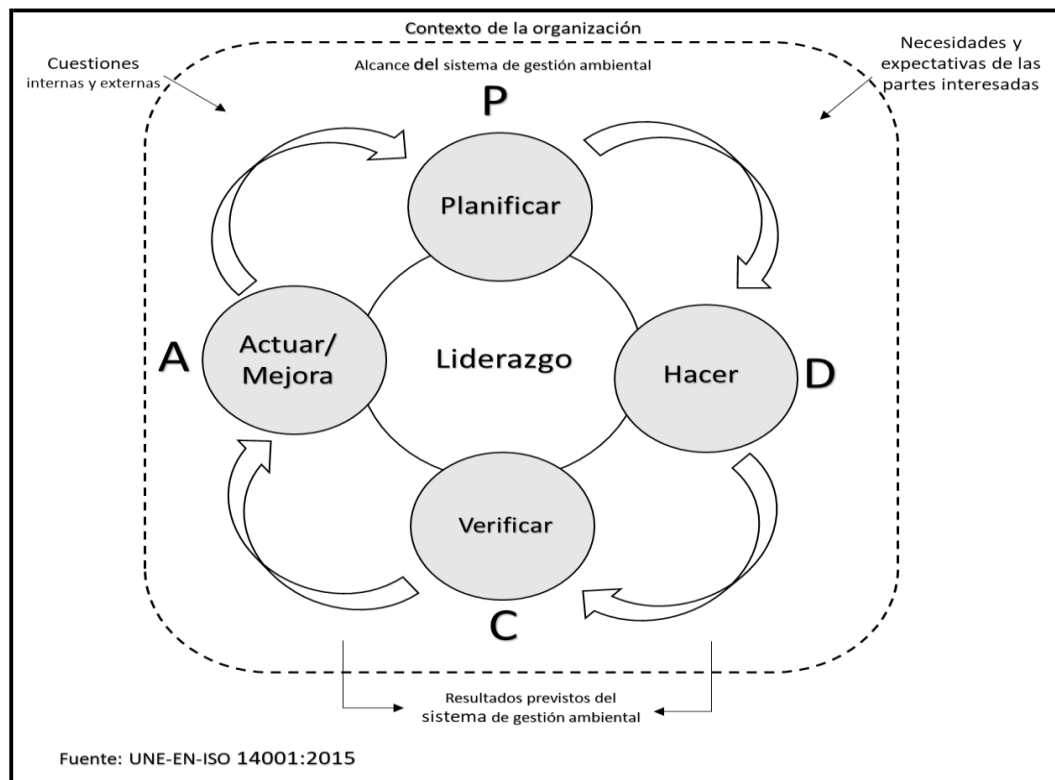 Contexto de la organización
Cuestiones
internas y externas
Alcance del sistema de gestión ambiental
Necesidades y
expectativas de las
partes interesadas
P
Planificar
A
Actuar/
Mejora
Liderazgo
Hacer
D
Verificar
C
Resultados previstos del
sistema de gestión ambiental
Fuente: UNE-EN-ISO 14001:2015